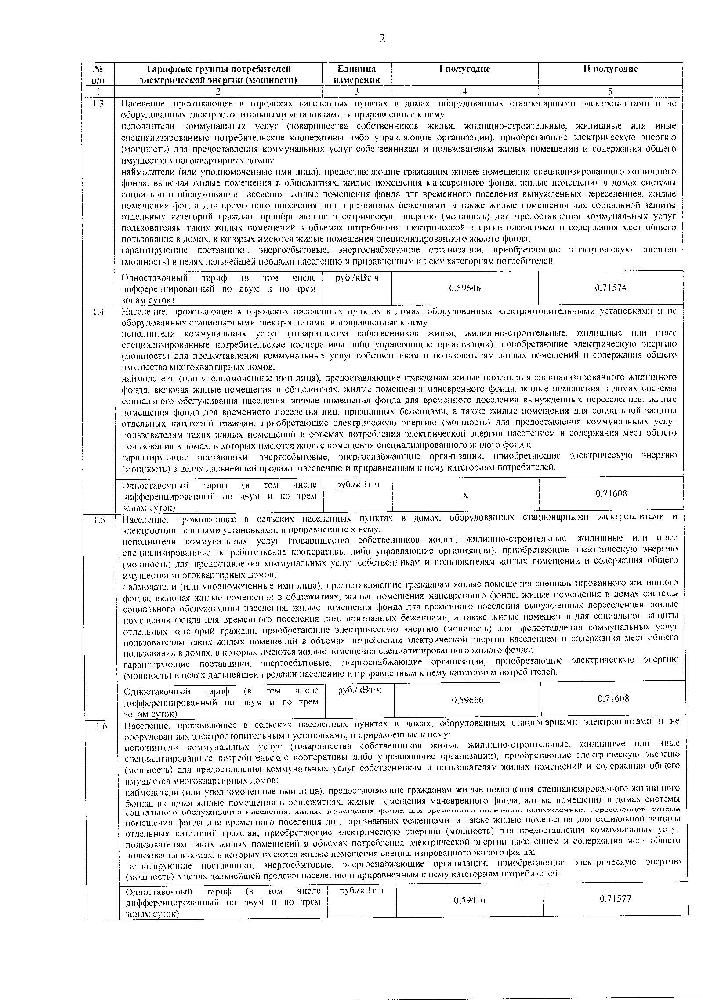 2
№ Тарифные группы потребителей Единица I полугодие II полугодие
п/п электрической энергии (мощности) измерения
1 2 3 4 5
1.3 Население, проживающее в городских населенных пунктах в домах, оборудованных стационарными электроплитами и не
оборудованных электроотопительными установками, и приравненные к нему:
исполнители коммунальных услуг (товарищества собственников жилья, жилищно-строительные, жилищные или иные
специализированные потребительские кооперативы либо управляющие организации), приобретающие электрическую энергию
(мощность) для предоставления коммунальных услуг собственникам и пользователям жилых помещений и содержания общего
имущества многоквартирных домов;
наймодатели (или уполномоченные ими лица), предоставляющие гражданам жилые помещения специализированного жилищного
фонда, включая жилые помещения в общежитиях, жилые помещения маневренного фонда, жилые помещения в домах системы
социального обслуживания населения, жилые помещения фонда для временного поселения вынужденных переселенцев, жилые
помещения фонда для временного поселения лиц, признанных беженцами, а также жилые помещения для социальной защиты
отдельных категорий граждан, приобретающие электрическую энергию (мощность) для предоставления коммунальных услуг
пользователям таких жилых помещений в объемах потребления электрической энергии населением и содержания мест общего
пользования в домах, в которых имеются жилые помещения специализированного жилого фонда;
гарантирующие поставщики, энергосбытовые, энергоснабжающие организации, приобретающие электрическую энергию
(мощность) в целях дальнейшей продажи населению и приравненным к нему категориям потребителей.
Одноставочный тариф (в том числе руб./кВт·ч
дифференцированный по двум и по трем 0,59646 0,71574
зонам суток)
1.4 Население, проживающее в городских населенных пунктах в домах, оборудованных электроотопительными установками и не
оборудованных стационарными электроплитами, и приравненные к нему:
исполнители коммунальных услуг (товарищества собственников жилья, жилищно-строительные, жилищные или иные
специализированные потребительские кооперативы либо управляющие организации), приобретающие электрическую энергию
(мощность) для предоставления коммунальных услуг собственникам и пользователям жилых помещений и содержания общего
имущества многоквартирных домов;
наймодатели (или уполномоченные ими лица), предоставляющие гражданам жилые помещения специализированного жилищного
фонда, включая жилые помещения в общежитиях, жилые помещения маневренного фонда, жилые помещения в домах системы
социального обслуживания населения, жилые помещения фонда для временного поселения вынужденных переселенцев, жилые
помещения фонда для временного поселения лиц, признанных беженцами, а также жилые помещения для социальной защиты
отдельных категорий граждан, приобретающие электрическую энергию (мощность) для предоставления коммунальных услуг
пользователям таких жилых помещений в объемах потребления электрической энергии населением и содержания мест общего
пользования в домах, в которых имеются жилые помещения специализированного жилого фонда;
гарантирующие поставщики, энергосбытовые, энергоснабжающие организации, приобретающие электрическую энергию
(мощность) в целях дальнейшей продажи населению и приравненным к нему категориям потребителей.
Одноставочный тариф (в том числе руб./кВт·ч
дифференцированный по двум и по трем х 0,71608
зонам суток)
1.5 Население, проживающее в сельских населенных пунктах в домах, оборудованных стационарными электроплитами и
электроотопительными установками, и приравненные к нему:
исполнители коммунальных услуг (товарищества собственников жилья, жилищно-строительные, жилищные или иные
специализированные потребительские кооперативы либо управляющие организации), приобретающие электрическую энергию
(мощность) для предоставления коммунальных услуг собственникам и пользователям жилых помещений и содержания общего
имущества многоквартирных домов;
наймодатели (или уполномоченные ими лица), предоставляющие гражданам жилые помещения специализированного жилищного
фонда, включая жилые помещения в общежитиях, жилые помещения маневренного фонда, жилые помещения в домах системы
социального обслуживания населения, жилые помещения фонда для временного поселения вынужденных переселенцев, жилые
помещения фонда для временного поселения лиц, признанных беженцами, а также жилые помещения для социальной защиты
отдельных категорий граждан, приобретающие электрическую энергию (мощность) для предоставления коммунальных услуг
пользователям таких жилых помещений в объемах потребления электрической энергии населением и содержания мест общего
пользования в домах, в которых имеются жилые помещения специализированного жилого фонда;
гарантирующие поставщики, энергосбытовые, энергоснабжающие организации, приобретающие электрическую энергию
(мощность) в целях дальнейшей продажи населению и приравненным к нему категориям потребителей.
Одноставочный тариф (в том числе руб./кВт·ч
дифференцированный по двум и по трем 0,59666 0,71608
зонам суток)
1.6 Население, проживающее в сельских населенных пунктах в домах, оборудованных стационарными электроплитами и не
оборудованных электроотопительными установками, и приравненные к нему:
исполнители коммунальных услуг (товарищества собственников жилья, жилищно-строительные, жилищные или иные
специализированные потребительские кооперативы либо управляющие организации), приобретающие электрическую энергию
(мощность) для предоставления коммунальных услуг собственникам и пользователям жилых помещений и содержания общего
имущества многоквартирных домов;
наймодатели (или уполномоченные ими лица), предоставляющие гражданам жилые помещения специализированного жилищного
фонда, включая жилые помещения в общежитиях, жилые помещения маневренного фонда, жилые помещения в домах системы
социального обслуживания населения, жилые помещения фонда для временного поселения вынужденных переселенцев, жилые
помещения фонда для временного поселения лиц, признанных беженцами, а также жилые помещения для социальной защиты
отдельных категорий граждан, приобретающие электрическую энергию (мощность) для предоставления коммунальных услуг
пользователям таких жилых помещений в объемах потребления электрической энергии населением и содержания мест общего
пользования в домах, в которых имеются жилые помещения специализированного жилого фонда;
гарантирующие поставщики, энергосбытовые, энергоснабжающие организации, приобретающие электрическую энергию
(мощность) в целях дальнейшей продажи населению и приравненным к нему категориям потребителей.
Одноставочный тариф (в том числе руб./кВт·ч
дифференцированный по двум и по трем 0,59416 0,71577
зонам суток)